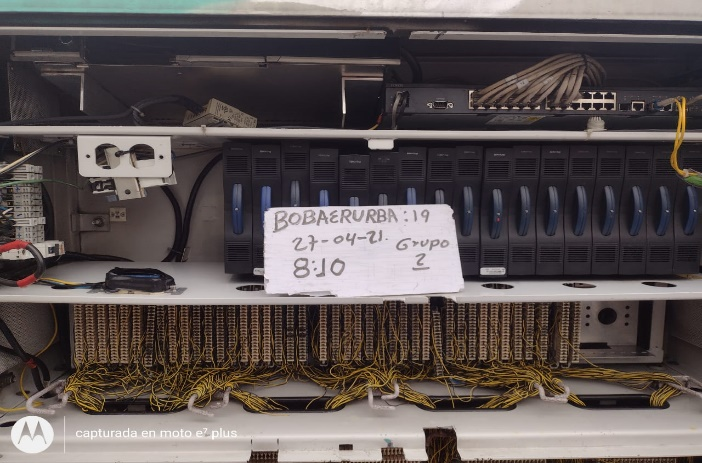 BOBAERURBA:19
27-04-21. Grupo
8:10 2
capturada en moto e⁷ plus